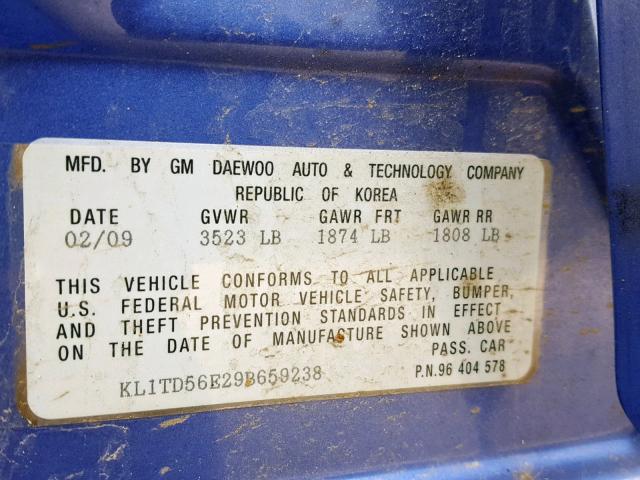 MFD. BY GM DAEWOO AUTO & TECHNOLOGY COMPANY
REPUBLIC OF KOREA
DATE GVWR GAWR FRT GAWR RR
02/09 3523 LB 1874 LB 1808 LB
THIS VEHICLE CONFORMS TO ALL APPLICABLE
U.S. FEDERAL MOTOR VEHICLE SAFETY, BUMPER,
AND THEFT PREVENTION STANDARDS IN EFFECT
ON THE DATE OF MANUFACTURE SHOWN ABOVE
PASS. CAR
KL1TD56E29B659238 P.N.96 404 578